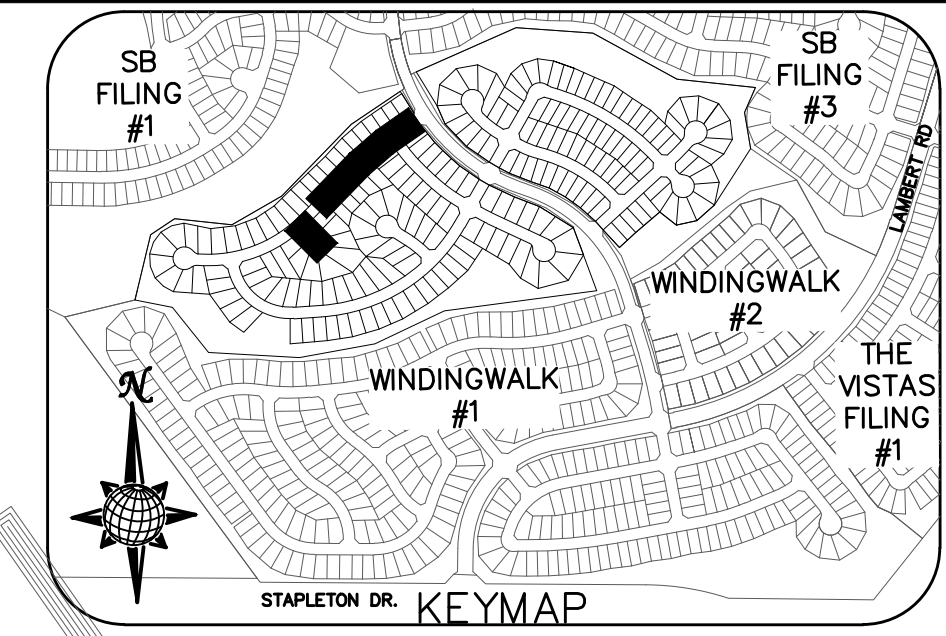 SB
FILING
#1
SB
FILING
#3
LAMBERT RD
WINDINGWALK
#2
THE
VISTAS
FILING
#1
WINDINGWALK
#1
N
STAPLETON DR.
KEYMAP